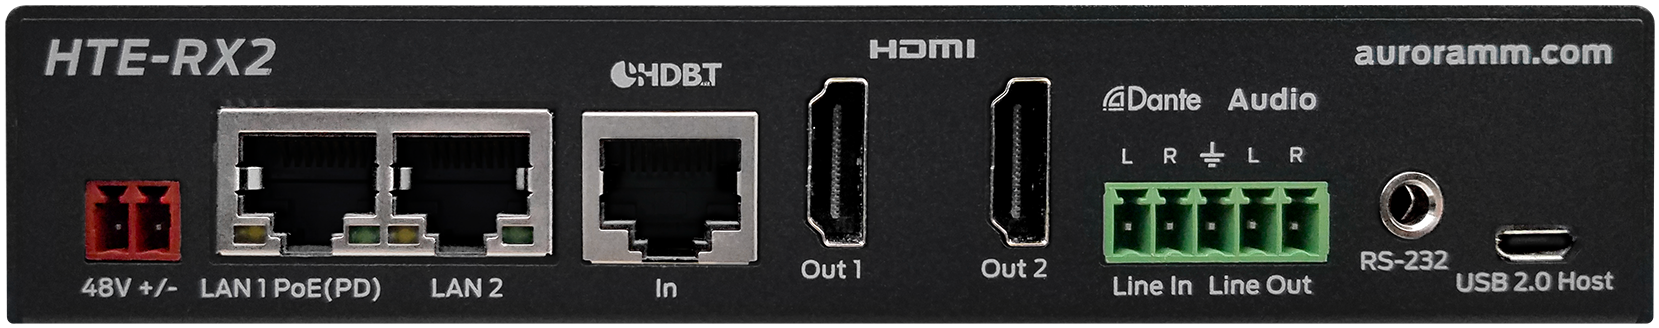 HTE-RX2
HDBT
HDMI
auroramm.com
Dante Audio
L R L R
48V +/-
LAN 1 PoE(PD)
LAN 2
In
Out 1
Out 2
Line In Line Out
RS-232
USB 2.0 Host